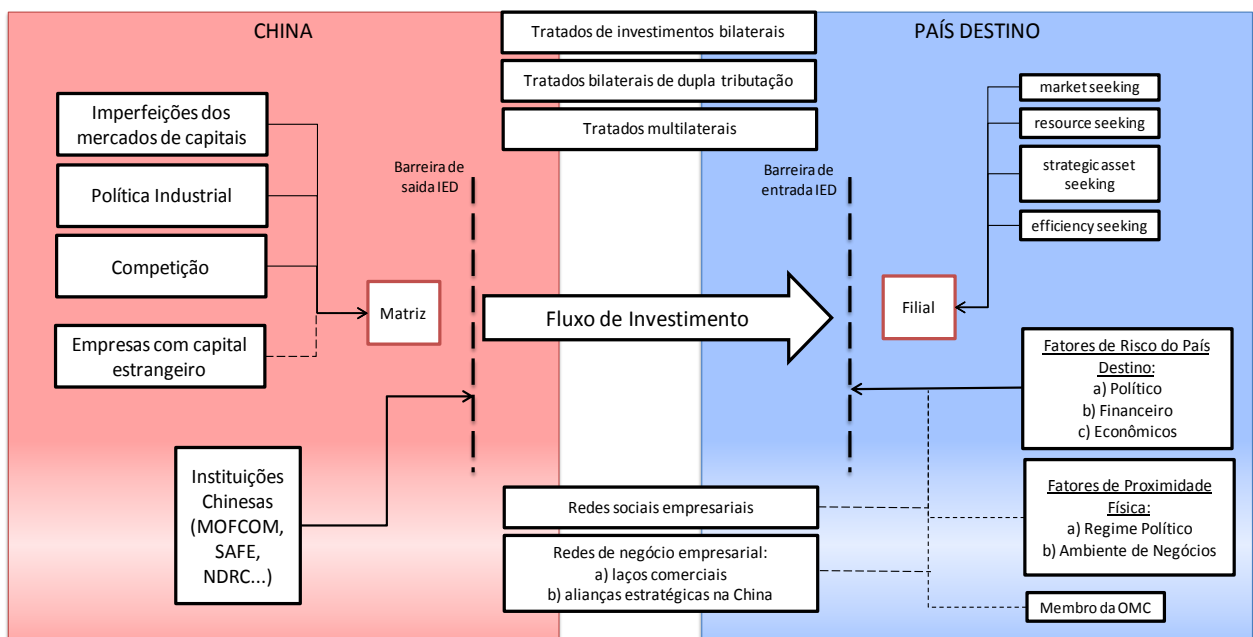 CHINA
Imperfeições dos
mercados de capitais
Política Industrial
Competição
Empresas com capital
estrangeiro
Matriz
Instituições
Chinesas
(MOFCOM,
SAFE,
NDRC...)
Tratados de investimentos bilaterais
Tratados bilaterais de dupla tributação
Tratados multilaterais
Barreira de
saida IED
Barreira de
entrada IED
Fluxo de Investimento
Redes sociais empresariais
Redes de negócio empresarial:
a) laços comerciais
b) alianças estratégicas na China
PAÍS DESTINO
market seeking
resource seeking
strategic asset
seeking
efficiency seeking
Filial
Fatores de Risco do País
Destino:
a) Político
b) Financeiro
c) Econômicos
Fatores de Proximidade
Física:
a) Regime Político
b) Ambiente de Negócios
Membro da OMC